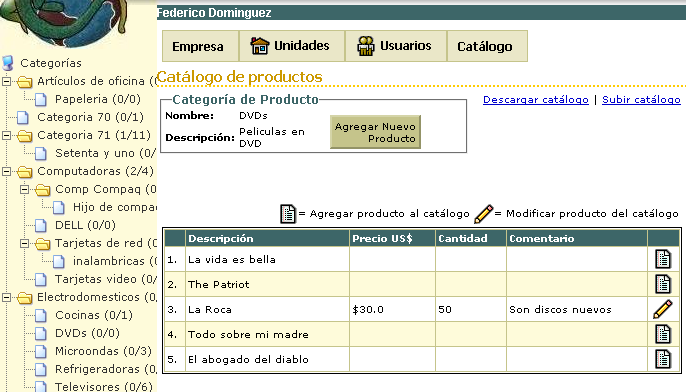 Federico Dominguez
Empresa Unidades Usuarios Catálogo
Categorías
Artículos de oficina (
Papeleria (0/0)
Categoria 70 (0/1)
Categoria 71 (1/11)
Setenta y uno (0/
Computadoras (2/4)
Comp Compaq (0
Hijo de compa
DELL (0/0)
Tarjetas de red (0/
inalambricas (
Tarjetas video (0/
Electrodomesticos (0
Cocinas (0/1)
DVDs (0/0)
Microondas (0/3)
Refrigeradoras (0/
Televisores (0/6)
Catálogo de productos
Descargar catálogo | Subir catálogo
Categoría de Producto
Nombre: DVDs
Descripción: Peliculas en
DVD
Agregar Nuevo
Producto
= Agregar producto al catálogo = Modificar producto del catálogo
Descripción Precio US$ Cantidad Comentario
1. La vida es bella
2. The Patriot
3. La Roca $30.0 50 Son discos nuevos
4. Todo sobre mi madre
5. El abogado del diablo